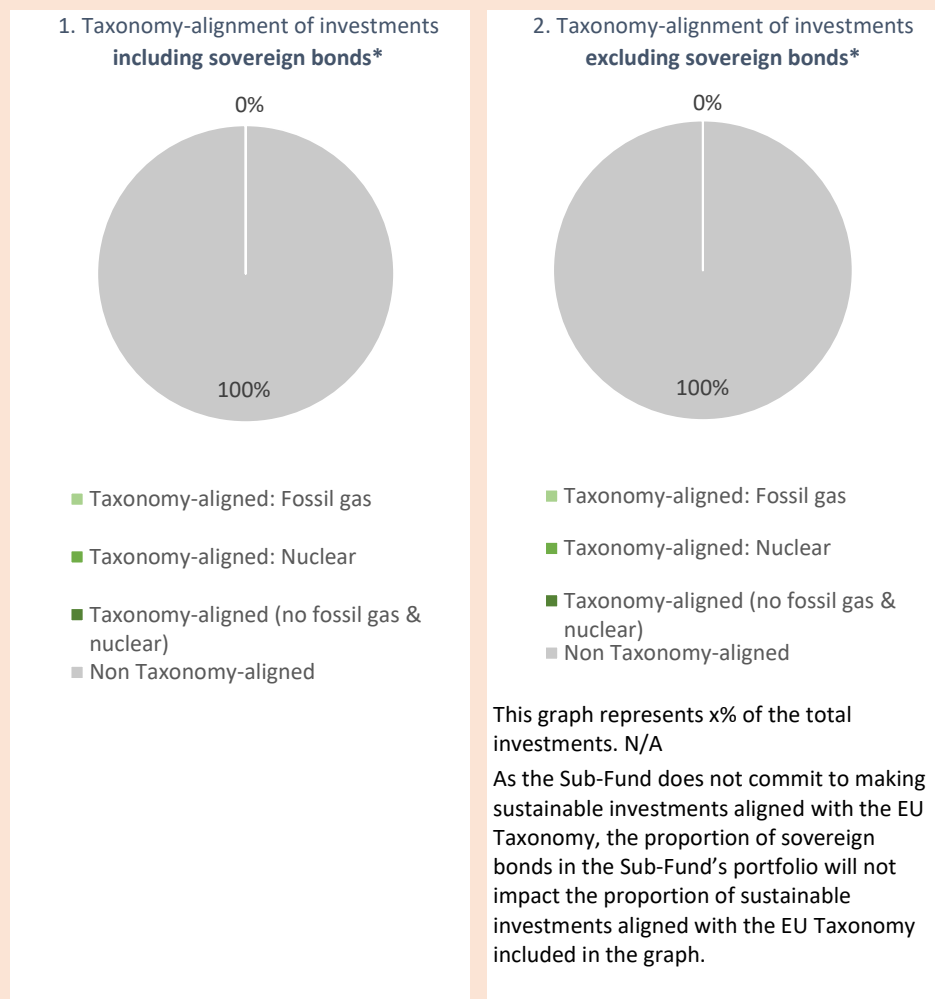 1. Taxonomy-alignment of investments
including sovereign bonds*
0%
100%
Taxonomy-aligned: Fossil gas
Taxonomy-aligned: Nuclear
Taxonomy-aligned (no fossil gas &
nuclear)
Non Taxonomy-aligned
2. Taxonomy-alignment of investments
excluding sovereign bonds*
0%
100%
Taxonomy-aligned: Fossil gas
Taxonomy-aligned: Nuclear
Taxonomy-aligned (no fossil gas &
nuclear)
Non Taxonomy-aligned
This graph represents x% of the total
investments. N/A
As the Sub-Fund does not commit to making
sustainable investments aligned with the EU
Taxonomy, the proportion of sovereign
bonds in the Sub-Fund’s portfolio will not
impact the proportion of sustainable
investments aligned with the EU Taxonomy
included in the graph.